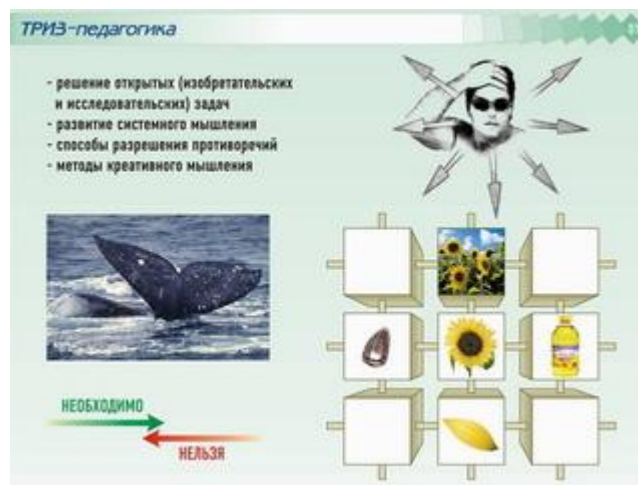 ТРИЗ-педагогика
- решение открытых (изобретательских
и исследовательских) задач
- развитие системного мышления
- способы разрешения противоречий
- методы креативного мышления
НЕОБХОДИМО
НЕЛЬЗЯ